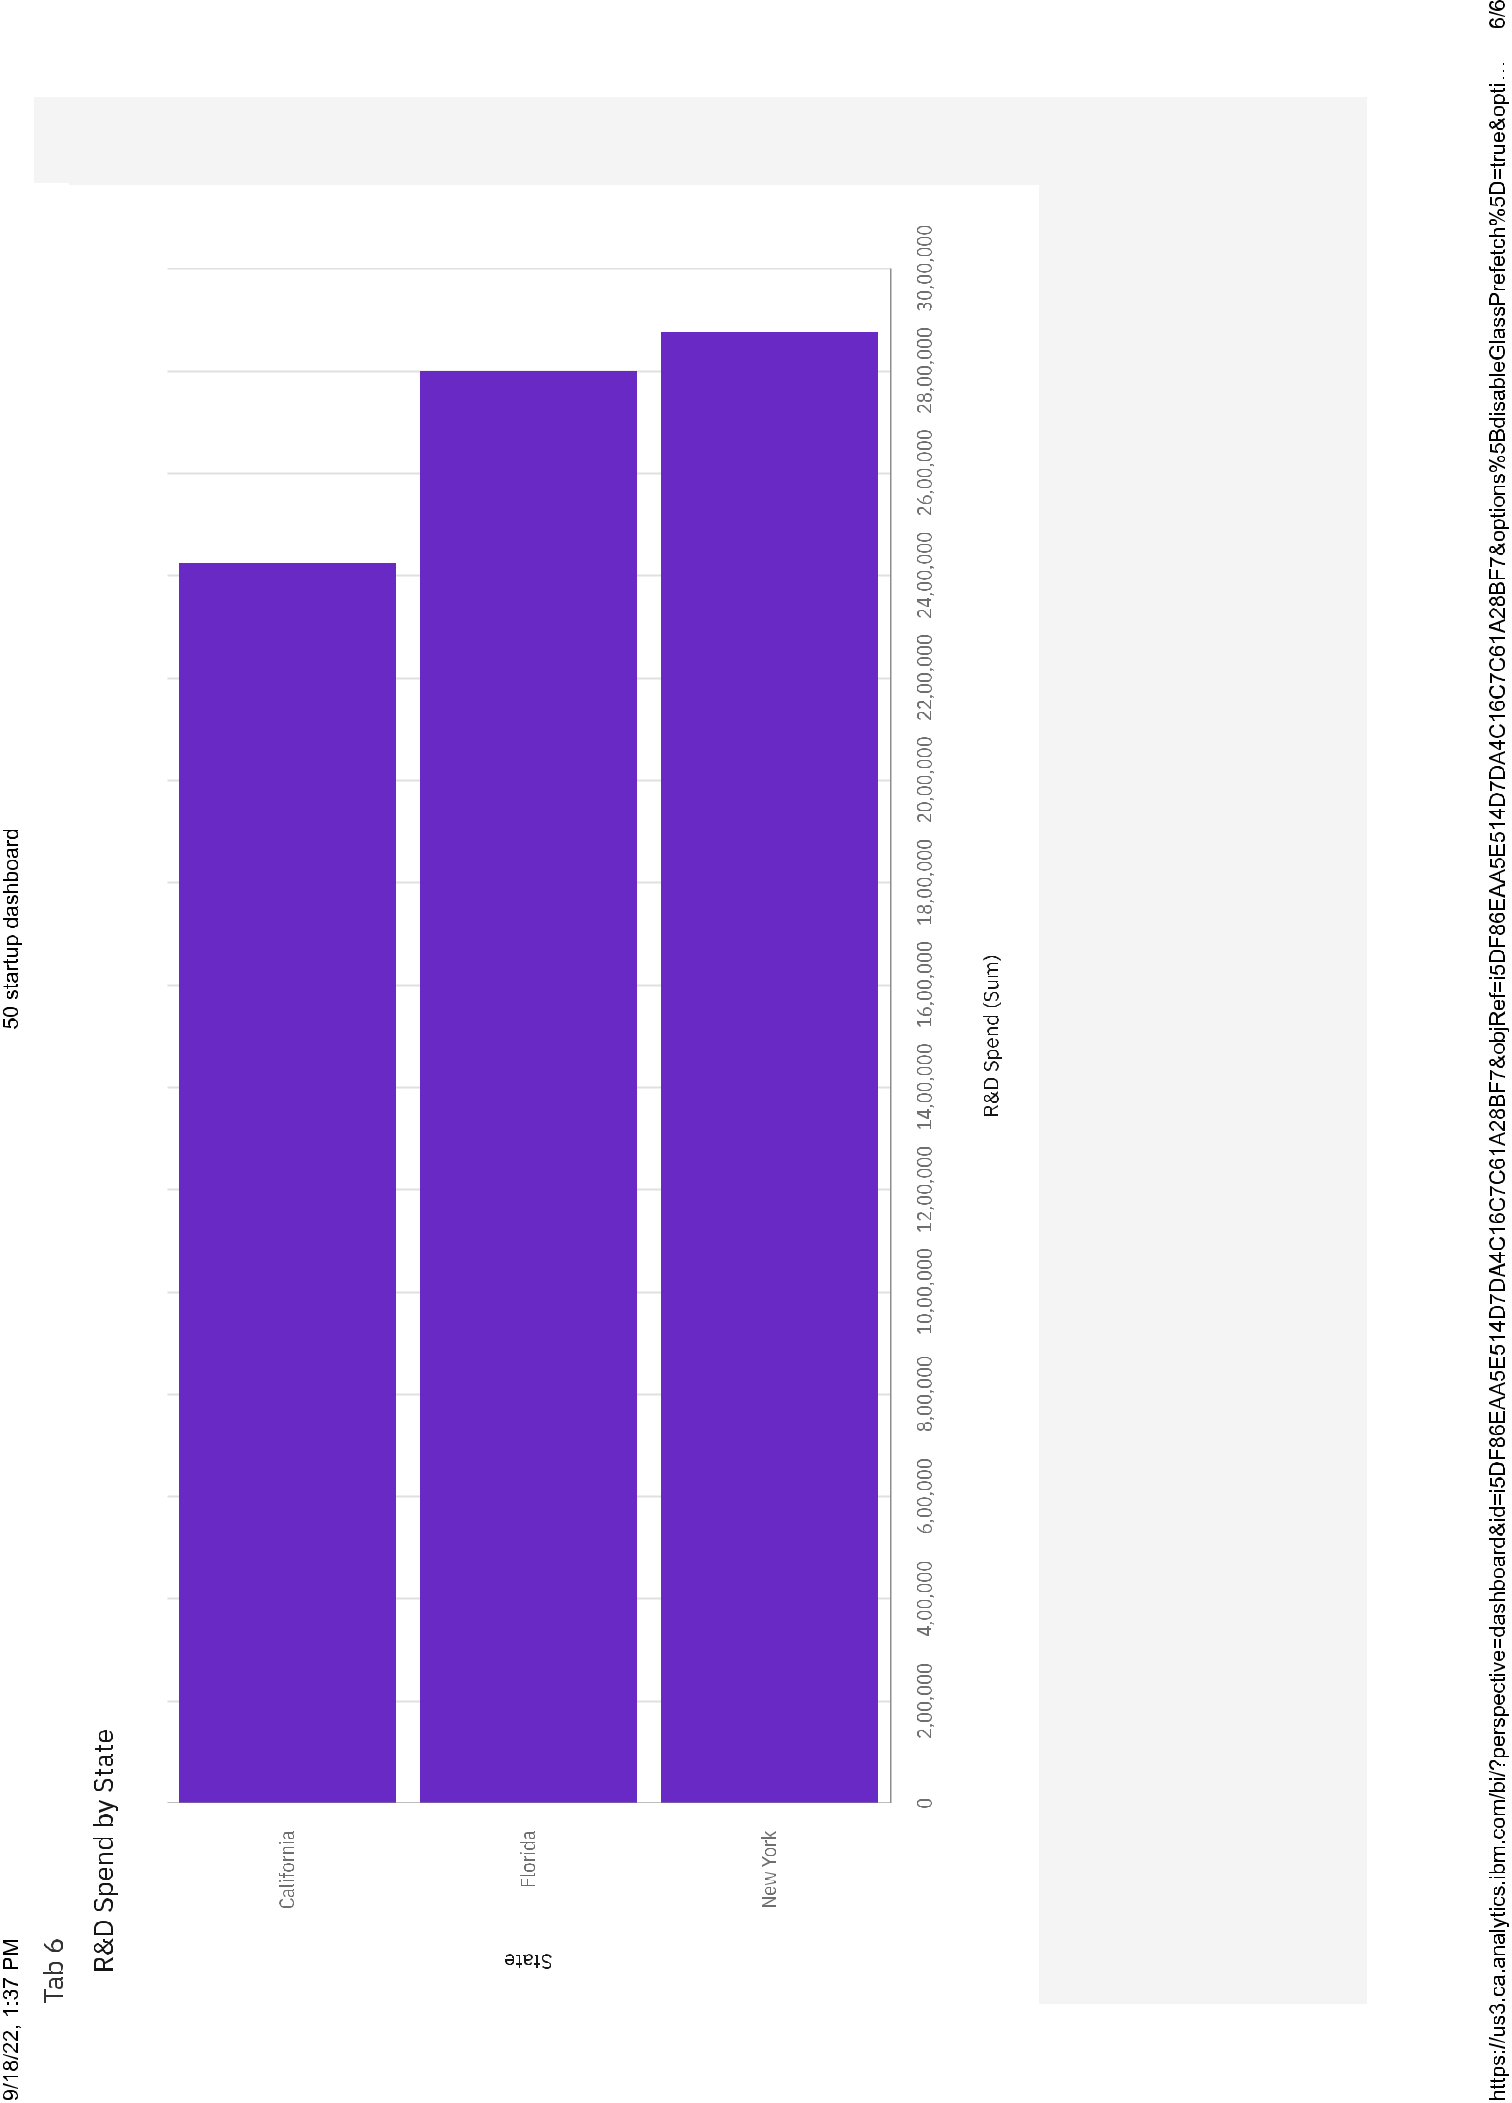 9/18/22, 1:37 PM
50 startup dashboard
Tab 6
R&D Spend by State
State
California
Florida
New York
0
2,00,000
4,00,000
6,00,000
8,00,000
10,00,000
12,00,000
14,00,000
16,00,000
18,00,000
20,00,000
22,00,000
24,00,000
26,00,000
28,00,000
30,00,000
R&D Spend (Sum)
https://us3.ca.analytics.ibm.com/bi/?perspective=dashboard&id=i5DF86EAA5E514D7DA4C16C7C61A28BF7&objRef=i5DF86EAA5E514D7DA4C16C7C61A28BF7&options%5BdisableGlassPrefetch%5D=true&opti…
6/6